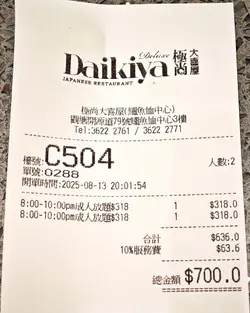 Deluxe
Daikiya 極尚大喜屋
JAPANESE RESTAURANT
極尚大喜屋(鱷魚恤中心)
觀塘開源道79號鱷魚恤中心3樓
Tel:3622 2761 / 3622 2771
檯號:C504 人數:2
單號:0288
開單時間:2025-08-13 20:01:54
8:00-10:00pm成人放題$318 1 $318.0
8:00-10:00pm成人放題$318 1 $318.0
合計 $636.0
10%服務費 $63.6
總金額 $700.0